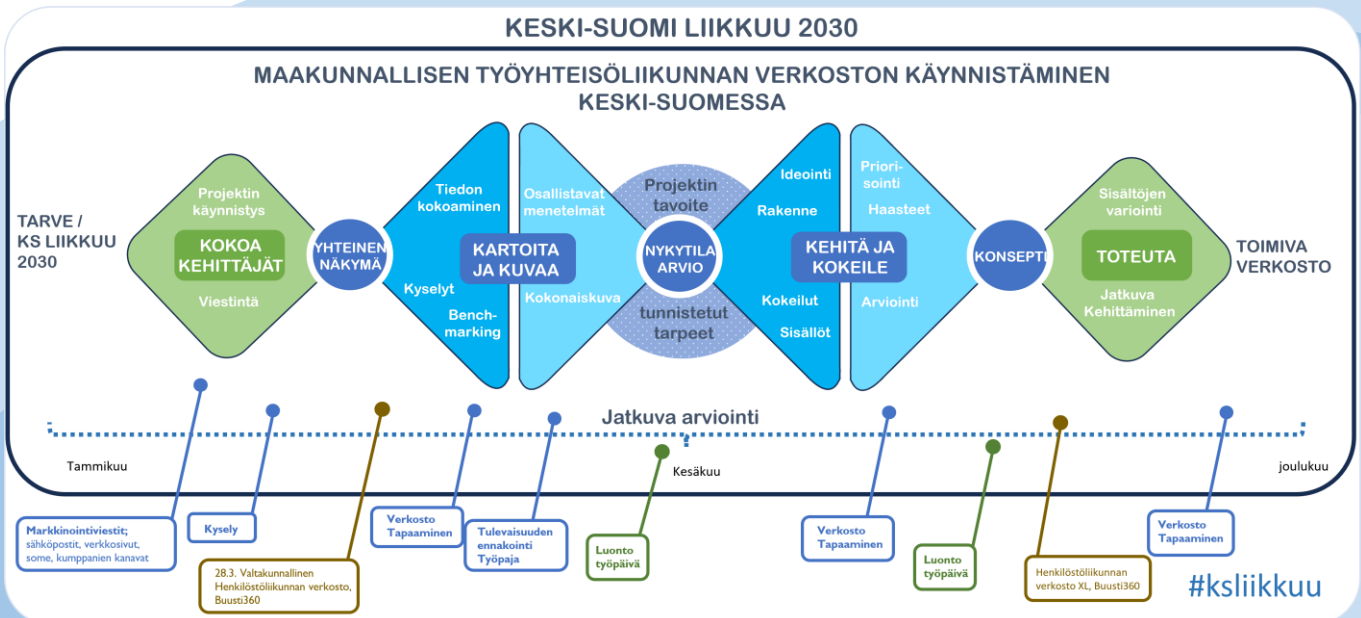 KESKI-SUOMI LIIKKUU 2030
MAAKUNNALLISEN TYÖYHTEISÖLIIKUNNAN VERKOSTON KÄYNNISTÄMINEN
KESKI-SUOMESSA
TARVE /
KS LIIKKUU
2030
Projektin
käynnistys
KOKOA
KEHITTÄJÄT
Viestintä
YHTEINEN
NÄKYMÄ
Tiedon
kokoaminen
Kyselyt
Bench-
marking
KARTOITA
JA KUVAA
Osallistavat
menetelmät
Kokonaiskuva
Projektin
tavoite
NYKYTILA
ARVIO
tunnistetut
tarpeet
Ideointi
Rakenne
KEHITÄ JA
KOKEILE
Kokeilut
Sisällöt
Priori-
sointi
Haasteet
Arviointi
KONSEPTI
Sisältöjen
variointi
TOTEUTA
Jatkuva
Kehittäminen
TOIMIVA
VERKOSTO
Jatkuva arviointi
Tammikuu
Kesäkuu
joulukuu
Markkinointiviestit;
sähköpostit, verkkosivut,
some, kumppanien kanavat
Kysely
28.3. Valtakunnallinen
Henkilöstöliikunnan verkosto,
Buusti360
Verkosto
Tapaaminen
Tulevaisuuden
ennakointi
Työpaja
Luonto
työpäivä
Verkosto
Tapaaminen
Luonto
työpäivä
Henkilöstöliikunnan
verkosto XL, Buusti360
Verkosto
Tapaaminen
#ksliikkuu